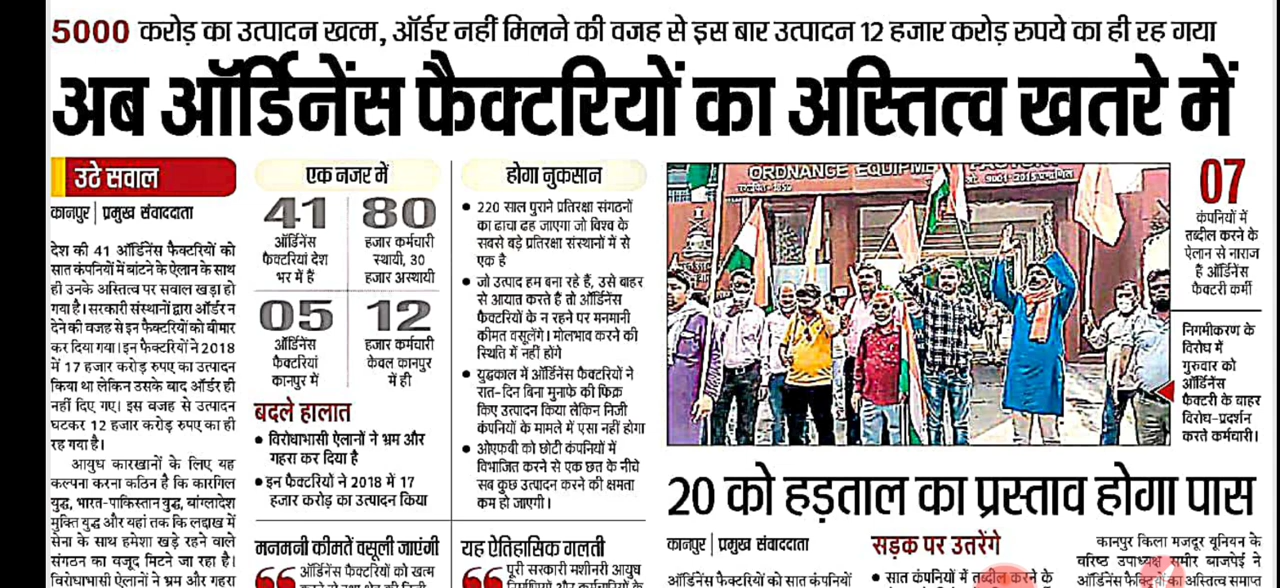 5000 करोड़ का उत्पादन खत्म, ऑर्डर नहीं मिलने की वजह से इस बार उत्पादन 12 हजार करोड़ रुपये का ही रह गया
अब ऑर्डिनेंस फैक्टरियों का अस्तित्व खतरे में
उठे सवाल
कानपुर | प्रमुख संवाददाता
देश की 41 ऑर्डिनेंस फैक्टरियों को
सात कंपनियों में बांटने के ऐलान के साथ
ही उनके अस्तित्व पर सवाल खड़ा हो
गया है। सरकारी संस्थानों द्वारा ऑर्डर न
देने की वजह से इन फैक्टरियों को बीमार
कर दिया गया। इन फैक्टरियों ने 2018
में 17 हजार करोड़ रुपए का उत्पादन
किया था लेकिन उसके बाद ऑर्डर ही
नहीं दिए गए। इस वजह से उत्पादन
घटकर 12 हजार करोड़ रुपए का ही
रह गया है।
आयुध कारखानों के लिए यह
कल्पना करना कठिन है कि कारगिल
युद्ध, भारत-पाकिस्तान युद्ध, बांग्लादेश
मुक्ति युद्ध और यहां तक कि लद्दाख में
सेना के साथ हमेशा खड़े रहने वाले
संगठन का वजूद मिटने जा रहा है।
विरोधाभासी ऐलानों ने भ्रम और गहरा
एक नजर में
41
ऑर्डिनेंस
फैक्टरियां देश
भर में हैं
80
हजार कर्मचारी
स्थायी, 30
हजार अस्थायी
05
ऑर्डिनेंस
फैक्टरियां
कानपुर में
12
हजार कर्मचारी
केवल कानपुर
में ही
बदले हालात
• विरोधाभासी ऐलानों ने भ्रम और
गहरा कर दिया है
• इन फैक्टरियों ने 2018 में 17
हजार करोड़ का उत्पादन किया
मनमनी कीमतें वसूली जाएंगी
ऑर्डिनेंस फैक्टरियों को खत्म
होगा नुकसान
• 220 साल पुराने प्रतिरक्षा संगठनों
का ढाचा ढह जाएगा जो विश्व के
सबसे बड़े प्रतिरक्षा संस्थानों में से
एक है
• जो उत्पाद हम बना रहे हैं, उसे बाहर
से आयात करते हैं तो ऑर्डिनेंस
फैक्टरियों के न रहने पर मनमानी
कीमत वसूलेंगे। मोलभाव करने की
स्थिति में नहीं होंगे
• युद्धकाल में ऑर्डिनेंस फैक्टरियों ने
रात-दिन बिना मुनाफे की फिक्र
किए उत्पादन किया लेकिन निजी
कंपनियों के मामले में एसा नहीं होगा
• ओएफबी को छोटी कंपनियों में
विभाजित करने से एक छत के नीचे
सब कुछ उत्पादन करने की क्षमता
कम हो जाएगी।
यह ऐतिहासिक गलती
पूरी सरकारी मशीनरी आयुध
ORDNANCE EQUIPMENT FACTORY
07
कंपनियों में
तब्दील करने के
ऐलान से नाराज
हैं ऑर्डिनेंस
फैक्टरी कर्मी
निगमीकरण के
विरोध में
गुरुवार को
ऑर्डिनेंस
फैक्टरी के बाहर
विरोध-प्रदर्शन
करते कर्मचारी।
20 को हड़ताल का प्रस्ताव होगा पास
कानपुर | प्रमुख संवाददाता
ऑर्डिनेंस फैक्टरियों को सात कंपनियों
सड़क पर उतरेंगे
• सात कंपनियों में तब्दील करने के
कानपुर किला मजदूर यूनियन के
वरिष्ठ उपाध्यक्ष समीर बाजपेई ने
ऑर्डिनेंस फैक्ट्रियों का अस्तित्व समाप्त